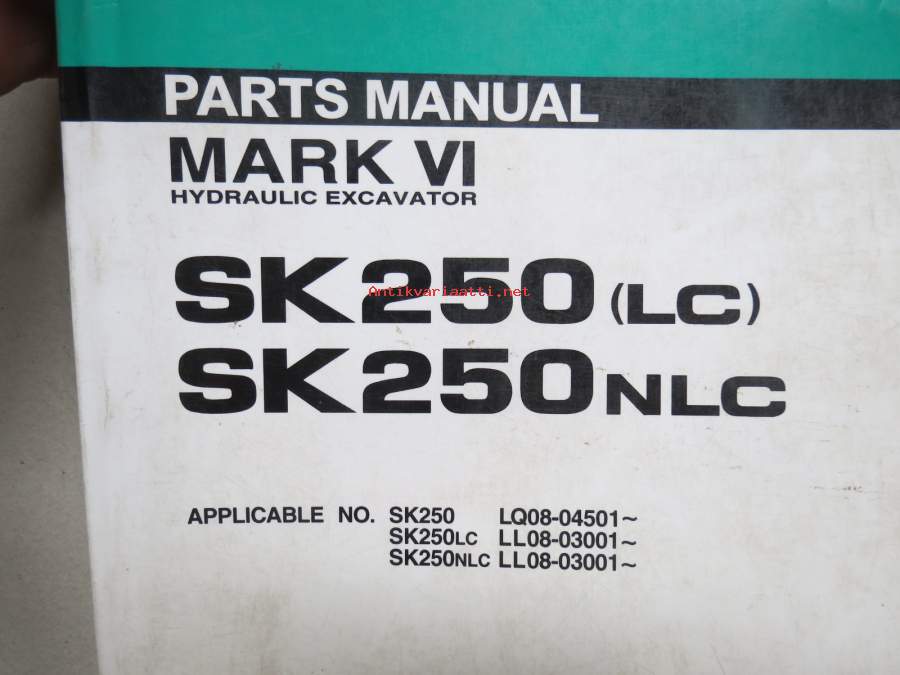 PARTS MANUAL
MARK VI
HYDRAULIC EXCAVATOR
SK250 (LC)
Antikvariaatti.net
SK250NLC
APPLICABLE NO. SK250 LQ08-04501~
SK250LC LL08-03001~
SK250NLC LL08-03001~